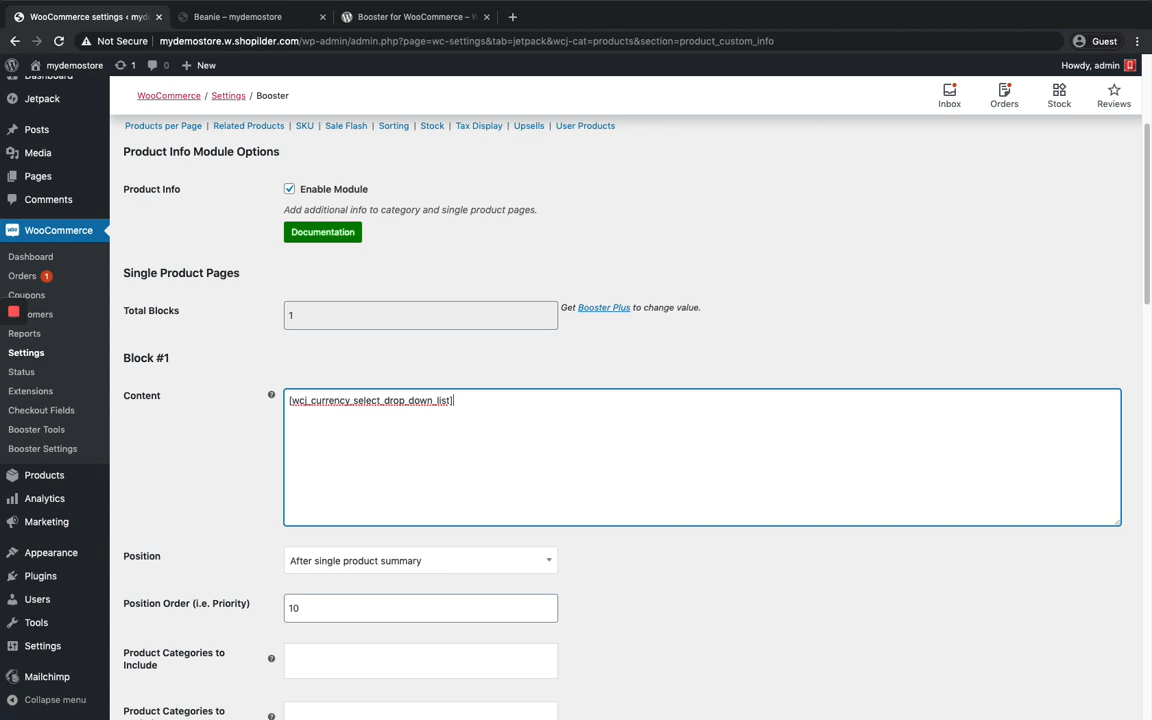 WooCommerce settings ‹ myd
Beanie – mydemostore
Booster for WooCommerce – W
Not Secure
mydemostore.w.shopilder.com/wp-admin/admin.php?page=wc-settings&tab=jetpack&wcj-cat=products&section=product_custom_info
Guest
mydemostore
1
0
New
Howdy, admin
Dashboard
Jetpack
Posts
Media
Pages
Comments
WooCommerce
Dashboard
Orders 1
Coupons
omers
Reports
Settings
Status
Extensions
Checkout Fields
Booster Tools
Booster Settings
Products
Analytics
Marketing
Appearance
Plugins
Users
Tools
Settings
Mailchimp
Collapse menu
WooCommerce / Settings / Booster
Inbox
Orders
Stock
Reviews
Products per Page | Related Products | SKU | Sale Flash | Sorting | Stock | Tax Display | Upsells | User Products
Product Info Module Options
Product Info
Enable Module
Add additional info to category and single product pages.
Documentation
Single Product Pages
Total Blocks
1
Get Booster Plus to change value.
Block #1
Content
[wcj_currency_select_drop_down_list]
Position
After single product summary
Position Order (i.e. Priority)
10
Product Categories to
Include
Product Categories to